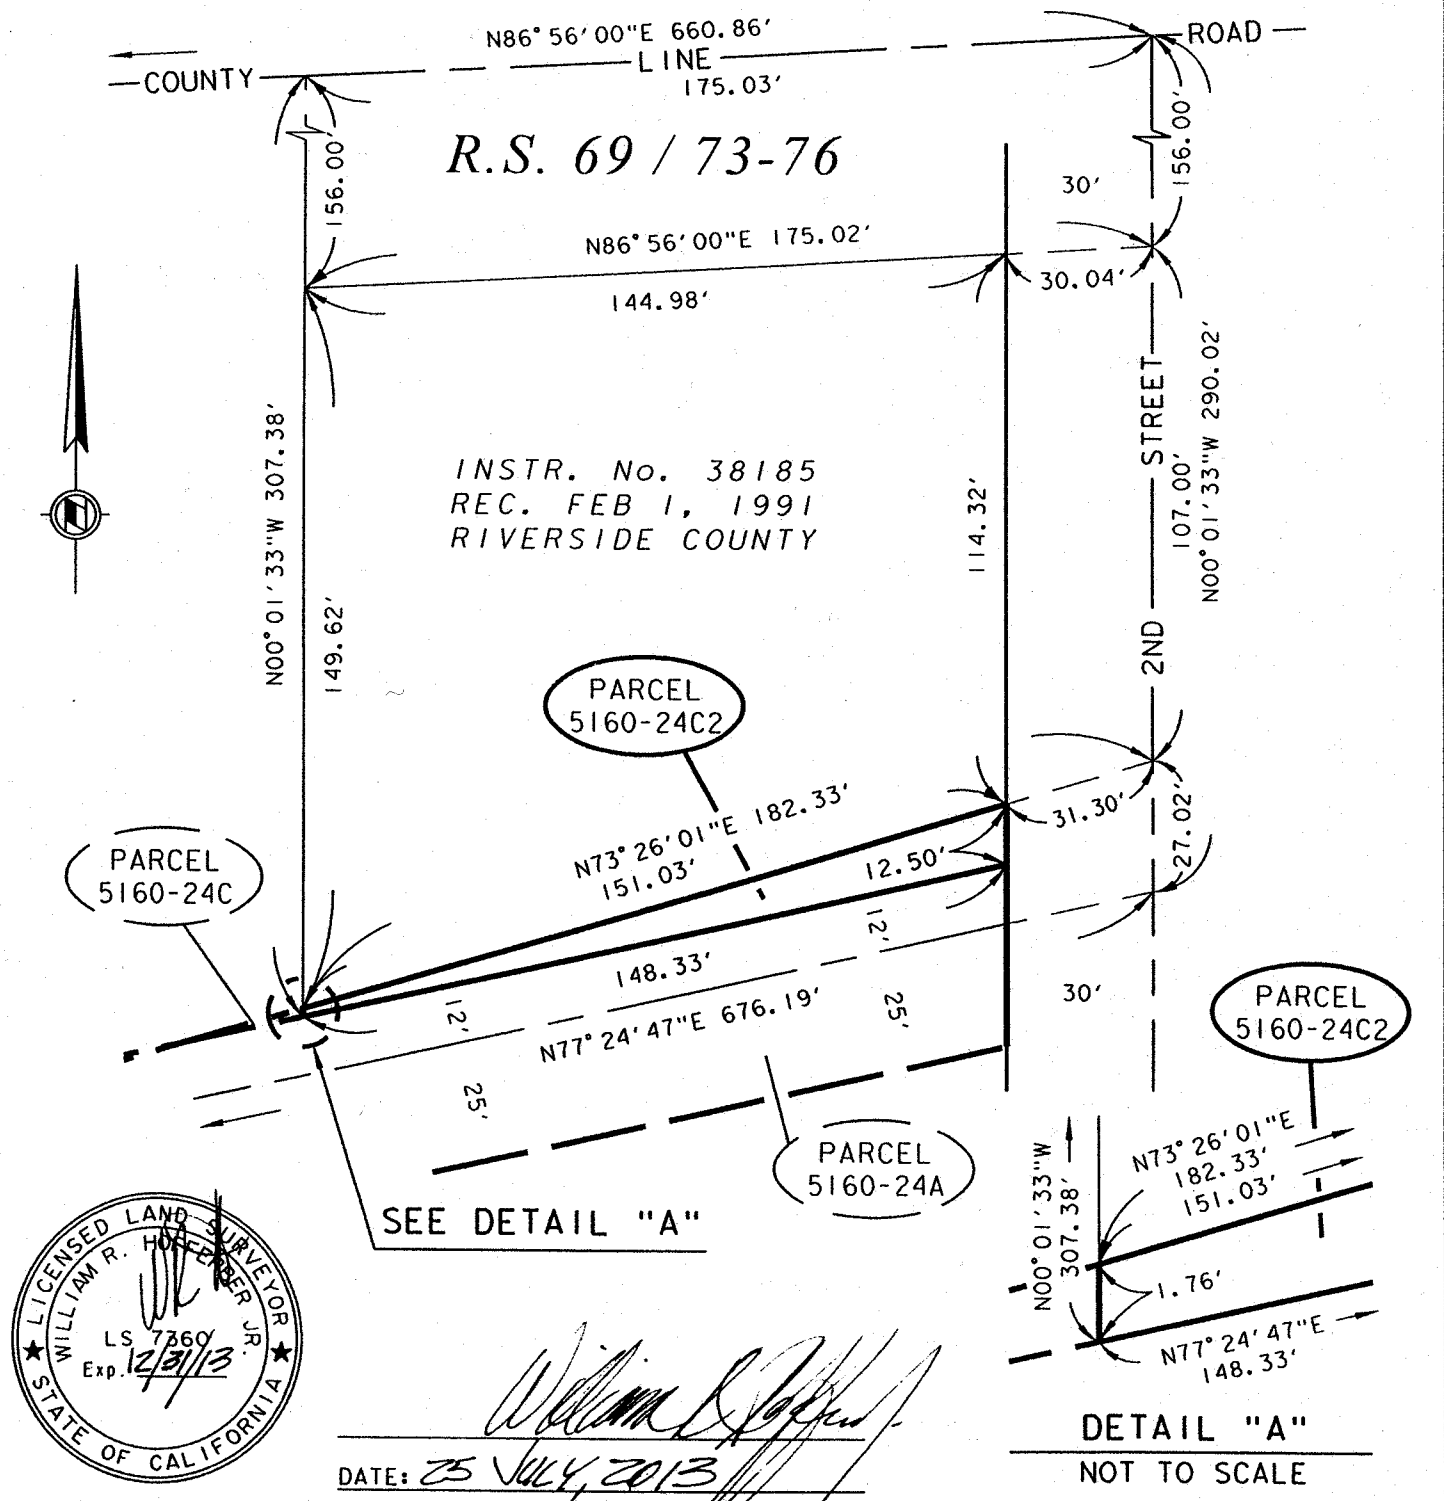 N86°56'00"E 660.86'
COUNTY LINE ROAD
175.03'
R.S. 69 / 73-76
156.00'
156.00'
30'
N86°56'00"E 175.02'
30.04'
144.98'
N00°01'33"W 307.38'
149.62'
INSTR. No. 38185
REC. FEB 1, 1991
RIVERSIDE COUNTY
114.32'
2ND STREET
107.00'
N00°01'33"W 290.02'
PARCEL
5160-24C2
N73°26'01"E 182.33'
151.03'
31.30'
27.02'
12.50'
PARCEL
5160-24C
148.33'
12'
12'
N77°24'47"E 676.19'
25'
25'
30'
PARCEL
5160-24C2
PARCEL
5160-24A
SEE DETAIL "A"
N73°26'01"E
182.33'
151.03'
N00°01'33"W
307.38'
1.76'
N77°24'47"E
148.33'
DETAIL "A"
NOT TO SCALE
LICENSED LAND SURVEYOR
WILLIAM R. HOFFERBER JR.
LS 7360
Exp. 12/31/13
STATE OF CALIFORNIA
DATE: 25 JULY, 2013